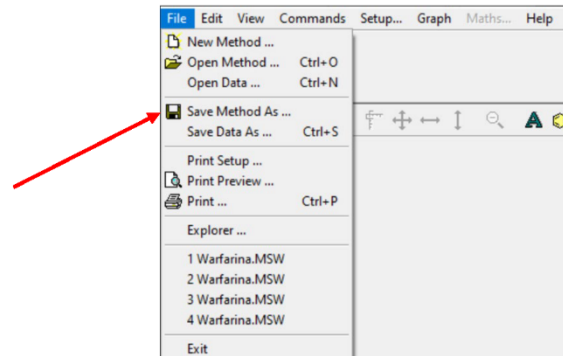 File Edit View Commands Setup... Graph Maths... Help
New Method ...
Open Method ... Ctrl+O
Open Data ... Ctrl+N
Save Method As ...
Save Data As ... Ctrl+S
Print Setup ...
Print Preview ...
Print ... Ctrl+P
Explorer ...
1 Warfarina.MSW
2 Warfarina.MSW
3 Warfarina.MSW
4 Warfarina.MSW
Exit
A